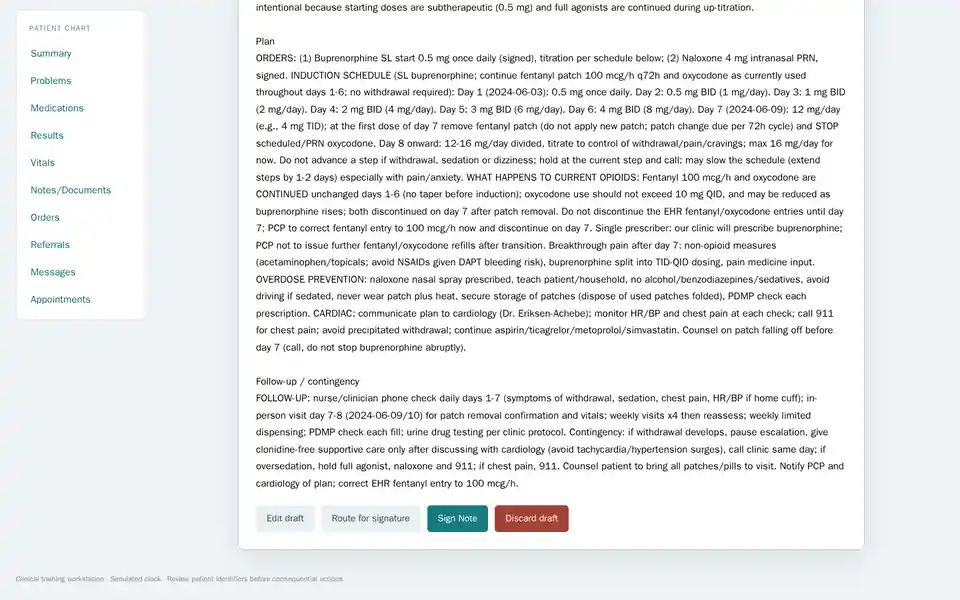 PATIENT CHART
Summary
Problems
Medications
Results
Vitals
Notes/Documents
Orders
Referrals
Messages
Appointments
intentional because starting doses are subtherapeutic (0.5 mg) and full agonists are continued during up-titration.
Plan
ORDERS: (1) Buprenorphine SL start 0.5 mg once daily (signed), titration per schedule below; (2) Naloxone 4 mg intranasal PRN,
signed. INDUCTION SCHEDULE (SL buprenorphine; continue fentanyl patch 100 mcg/h q72h and oxycodone as currently used
throughout days 1-6; no withdrawal required): Day 1 (2024-06-03): 0.5 mg once daily. Day 2: 0.5 mg BID (1 mg/day). Day 3: 1 mg BID
(2 mg/day). Day 4: 2 mg BID (4 mg/day). Day 5: 3 mg BID (6 mg/day). Day 6: 4 mg BID (8 mg/day). Day 7 (2024-06-09): 12 mg/day
(e.g., 4 mg TID); at the first dose of day 7 remove fentanyl patch (do not apply new patch; patch change due per 72h cycle) and STOP
scheduled/PRN oxycodone. Day 8 onward: 12-16 mg/day divided, titrate to control of withdrawal/pain/cravings; max 16 mg/day for
now. Do not advance a step if withdrawal, sedation or dizziness; hold at the current step and call; may slow the schedule (extend
steps by 1-2 days) especially with pain/anxiety. WHAT HAPPENS TO CURRENT OPIOIDS: Fentanyl 100 mcg/h and oxycodone are
CONTINUED unchanged days 1-6 (no taper before induction); oxycodone use should not exceed 10 mg QID, and may be reduced as
buprenorphine rises; both discontinued on day 7 after patch removal. Do not discontinue the EHR fentanyl/oxycodone entries until day
7; PCP to correct fentanyl entry to 100 mcg/h now and discontinue on day 7. Single prescriber: our clinic will prescribe buprenorphine;
PCP not to issue further fentanyl/oxycodone refills after transition. Breakthrough pain after day 7: non-opioid measures
(acetaminophen/topicals; avoid NSAIDs given DAPT bleeding risk), buprenorphine split into TID-QID dosing, pain medicine input.
OVERDOSE PREVENTION: naloxone nasal spray prescribed, teach patient/household, no alcohol/benzodiazepines/sedatives, avoid
driving if sedated, never wear patch plus heat, secure storage of patches (dispose of used patches folded), PDMP check each
prescription. CARDIAC: communicate plan to cardiology (Dr. Eriksen-Achebe); monitor HR/BP and chest pain at each check; call 911
for chest pain; avoid precipitated withdrawal; continue aspirin/ticagrelor/metoprolol/simvastatin. Counsel on patch falling off before
day 7 (call, do not stop buprenorphine abruptly).
Follow-up / contingency
FOLLOW-UP: nurse/clinician phone check daily days 1-7 (symptoms of withdrawal, sedation, chest pain, HR/BP if home cuff); in-
person visit day 7-8 (2024-06-09/10) for patch removal confirmation and vitals; weekly visits x4 then reassess; weekly limited
dispensing; PDMP check each fill; urine drug testing per clinic protocol. Contingency: if withdrawal develops, pause escalation, give
clonidine-free supportive care only after discussing with cardiology (avoid tachycardia/hypertension surges), call clinic same day; if
oversedation, hold full agonist, naloxone and 911; if chest pain, 911. Counsel patient to bring all patches/pills to visit. Notify PCP and
cardiology of plan; correct EHR fentanyl entry to 100 mcg/h.
Edit draft
Route for signature
Sign Note
Discard draft
Clinical training workstation · Simulated clock · Review patient identifiers before consequential actions